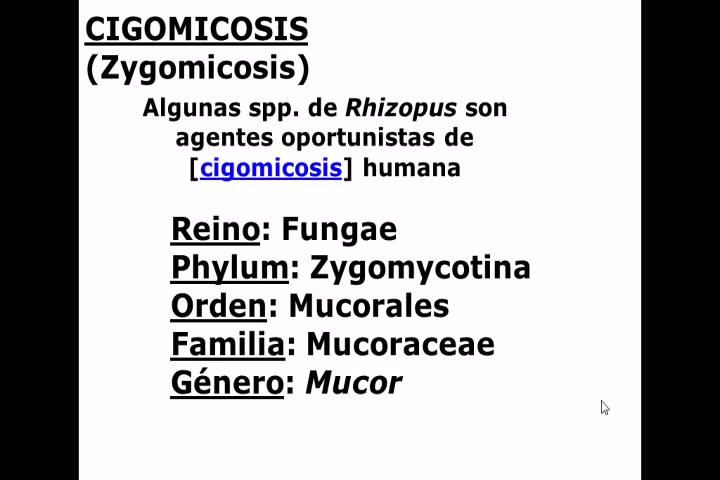 CIGOMICOSIS
(Zygomicosis)
Algunas spp. de Rhizopus son
agentes oportunistas de
[cigomicosis] humana
Reino: Fungae
Phylum: Zygomycotina
Orden: Mucorales
Familia: Mucoraceae
Género: Mucor